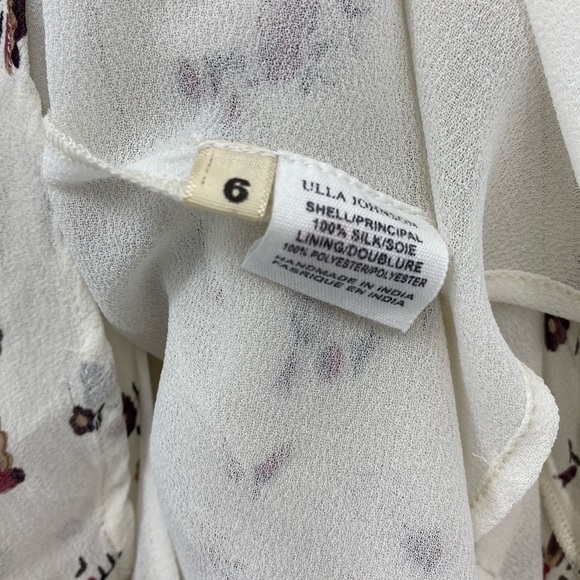 6
ULLA JOHNSON
SHELL/PRINCIPAL
100% SILK/SOIE
LINING/DOUBLURE
100% POLYESTER/POLYESTER
HANDMADE IN INDIA
FABRIQUE EN INDIA